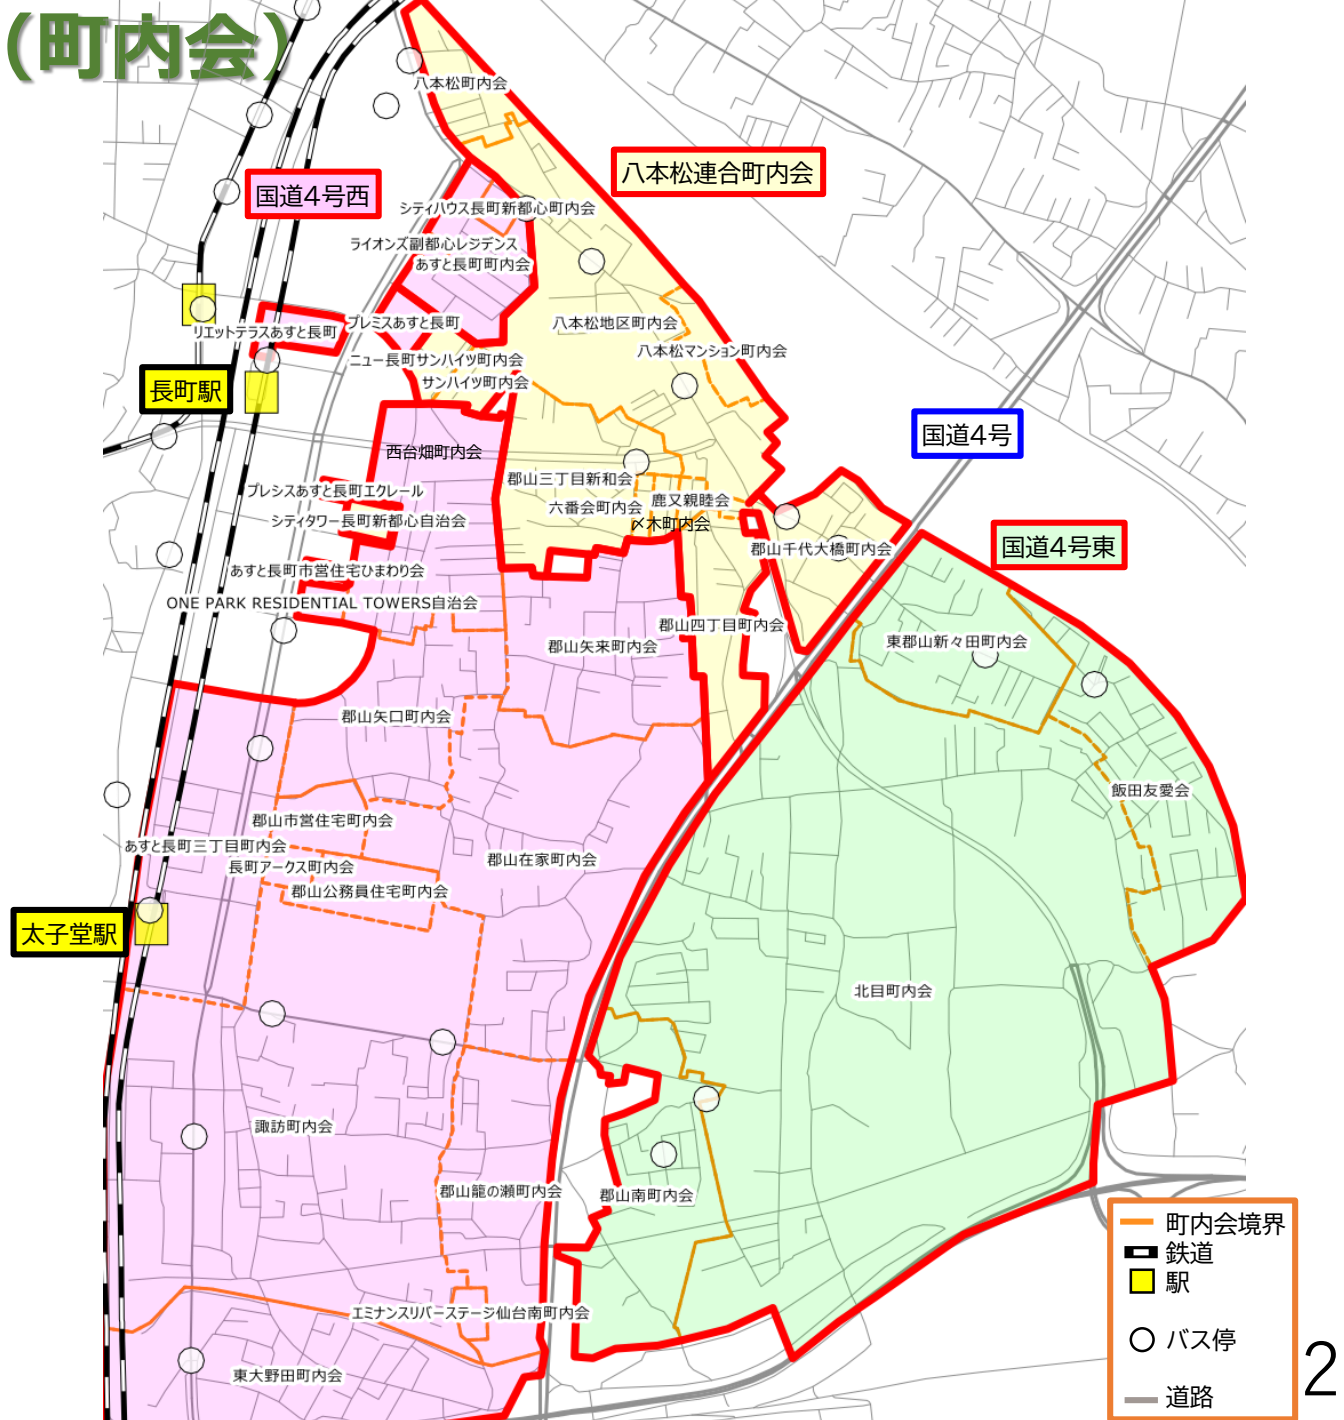 （町内会）
八本松町内会
八本松連合町内会
国道4号西
シティハウス長町新都心町内会
ライオンズ副都心レジデンス
あすと長町町内会
リエットテラスあすと長町
プレミスあすと長町
八本松地区町内会
八本松マンション町内会
ニュー長町サンハイツ町内会
サンハイツ町内会
長町駅
国道4号
西台畑町内会
郡山三丁目新和会
プレシスあすと長町エクレール
六番会町内会
鹿又親睦会
シティタワー長町新都心自治会
〆木町内会
郡山千代大橋町内会
国道4号東
あすと長町市営住宅ひまわり会
ONE PARK RESIDENTIAL TOWERS自治会
郡山四丁目町内会
郡山矢来町内会
東郡山新々田町内会
郡山矢口町内会
飯田友愛会
郡山市営住宅町内会
あすと長町三丁目町内会
長町アークス町内会
郡山在家町内会
郡山公務員住宅町内会
太子堂駅
北目町内会
諏訪町内会
郡山籠の瀬町内会
郡山南町内会
エミナンスリバーステージ仙台南町内会
東大野田町内会
町内会境界
鉄道
駅
バス停
道路
2